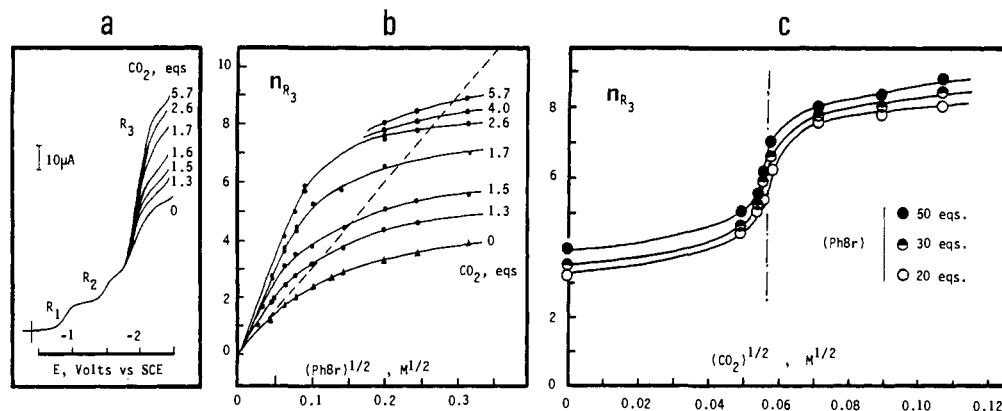 a
CO2, eqs
5.7
2.6
R3
1.7
10μA
1.6
1.5
1.3
0
R1
R2
-1
-2
E, Volts vs SCE
b
10
nR3
5.7
4.0
8
2.6
1.7
6
1.5
1.3
4
0
CO2, eqs
2
0
(PhBr)1/2 , M1/2
0
0.1
0.2
0.3
c
8
nR3
6
50 eqs.
(PhBr)
30 eqs.
4
20 eqs.
(CO2)1/2 , M1/2
0
0
0.02
0.04
0.06
0.08
0.10
0.12